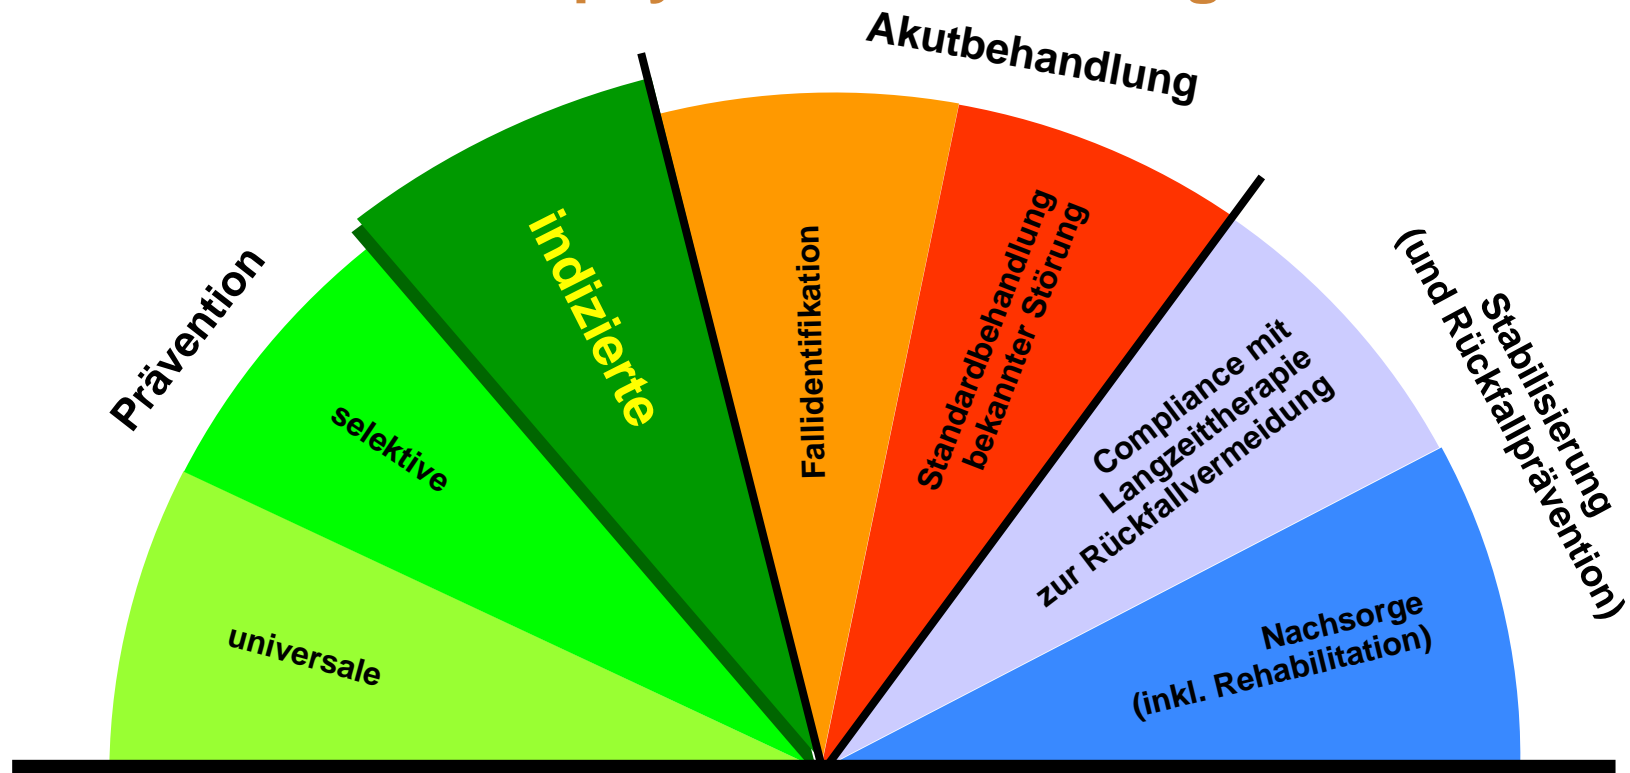 Akutbehandlung
Prävention
universale
selektive
indizierte
Fallidentifikation
Standardbehandlung
bekannter Störung
Compliance mit
Langzeittherapie
zur Rückfallvermeidung
Nachsorge
(inkl. Rehabilitation)
Stabilisierung
(und Rückfallprävention)